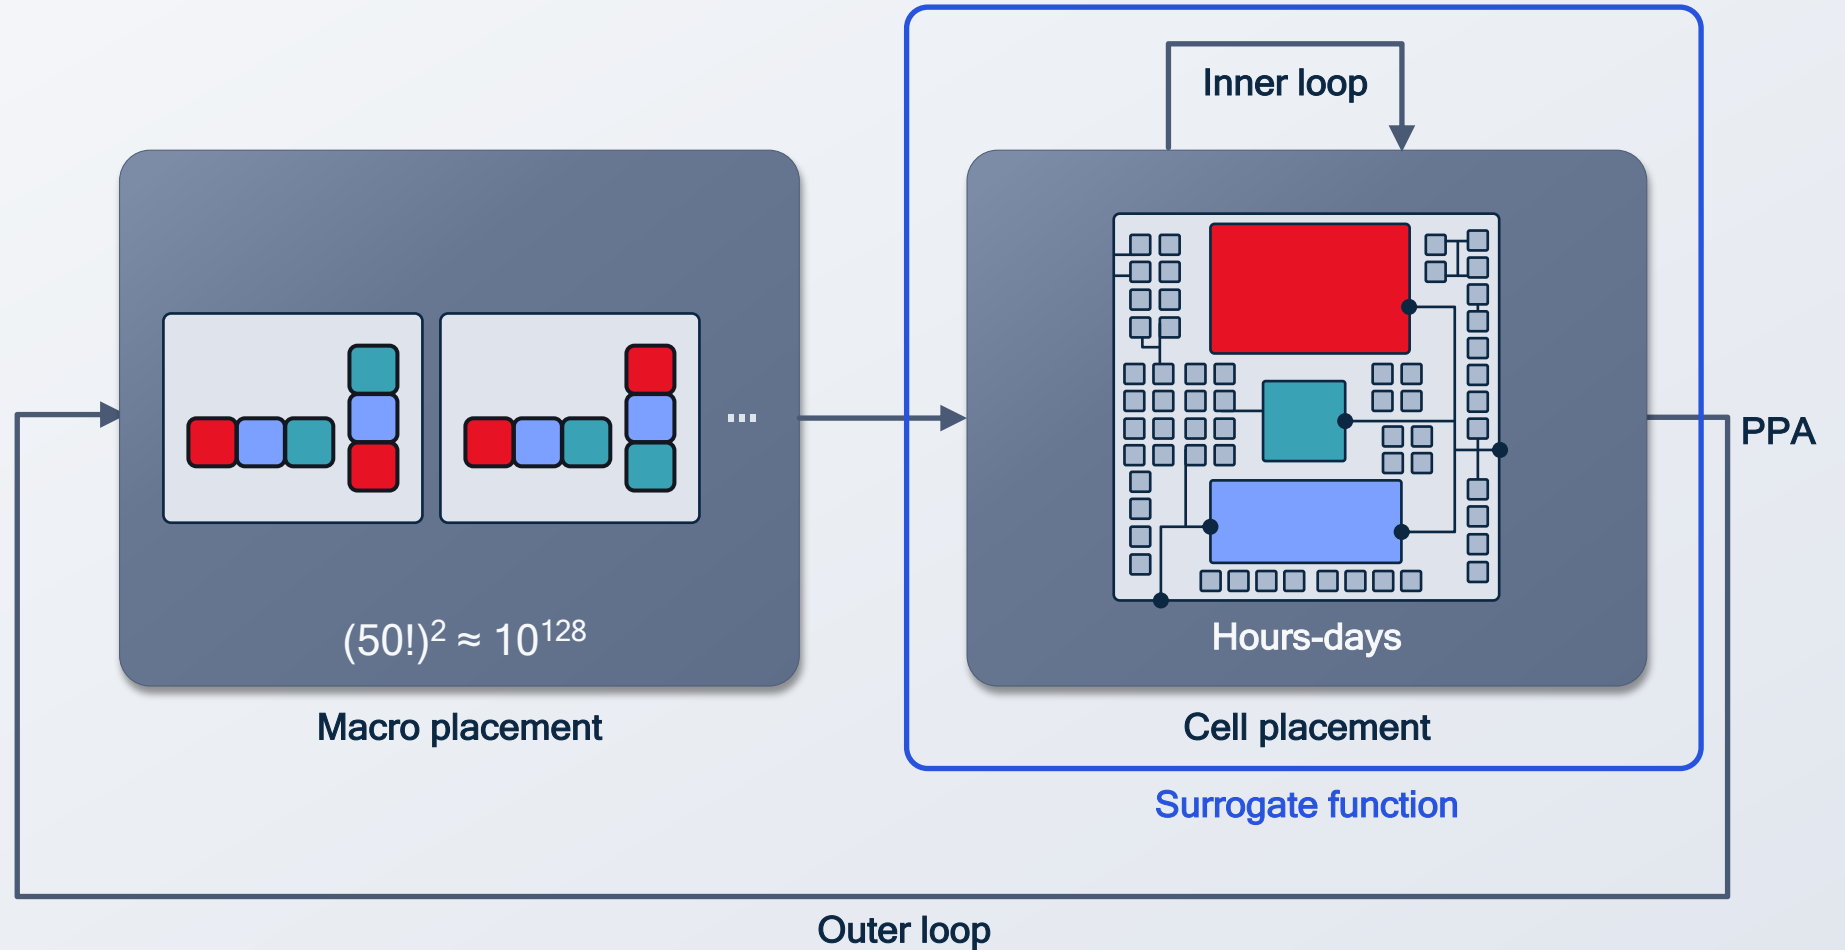 Inner loop
PPA
...
(50!)² ≈ 10¹²⁸
Hours-days
Macro placement
Cell placement
Surrogate function
Outer loop